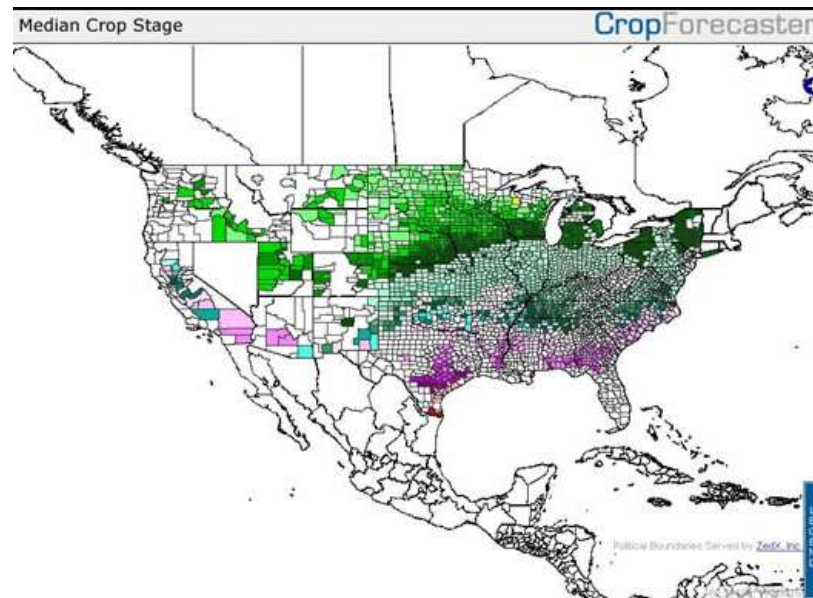 Median Crop Stage
CropForecaster
Political Boundaries Served by ZedX, Inc.